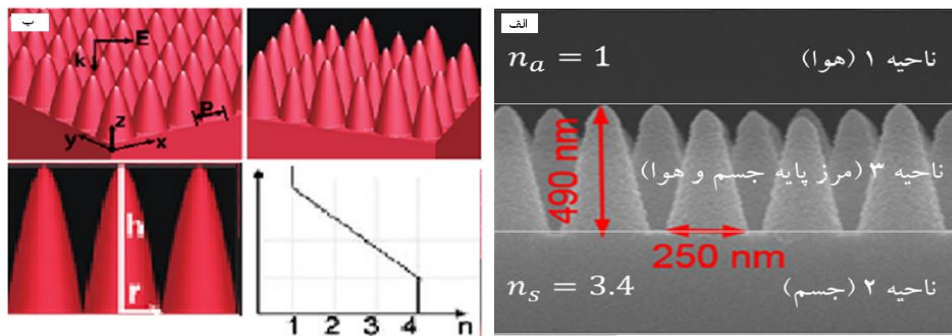 ب
E
k
P
z
y
x
h
r
1 2 3 4 n
الف
n_a = 1
ناحیه ۱ (هوا)
490 nm
ناحیه ۳ (مرز پایه جسم و هوا)
250 nm
n_s = 3.4
ناحیه ۲ (جسم)